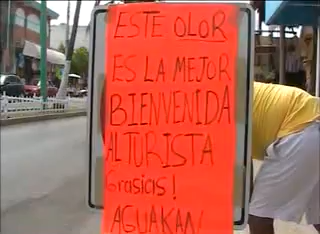 ESTE OLOR
ES LA MEJOR
BIENVENIDA
AL TURISTA
Grasias!
AGUAKAN